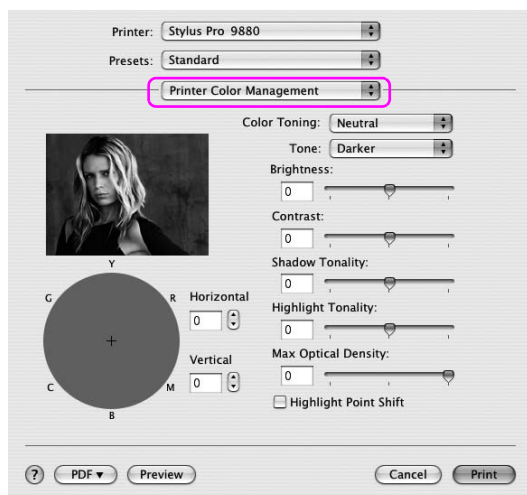 Printer: Stylus Pro 9880
Presets: Standard
Printer Color Management
Color Toning: Neutral
Tone: Darker
Brightness:
0
Contrast:
0
Shadow Tonality:
0
Highlight Tonality:
0
Max Optical Density:
0
Highlight Point Shift
Y
G R
C M
B
Horizontal
0
Vertical
0
? PDF ▼ Preview Cancel Print